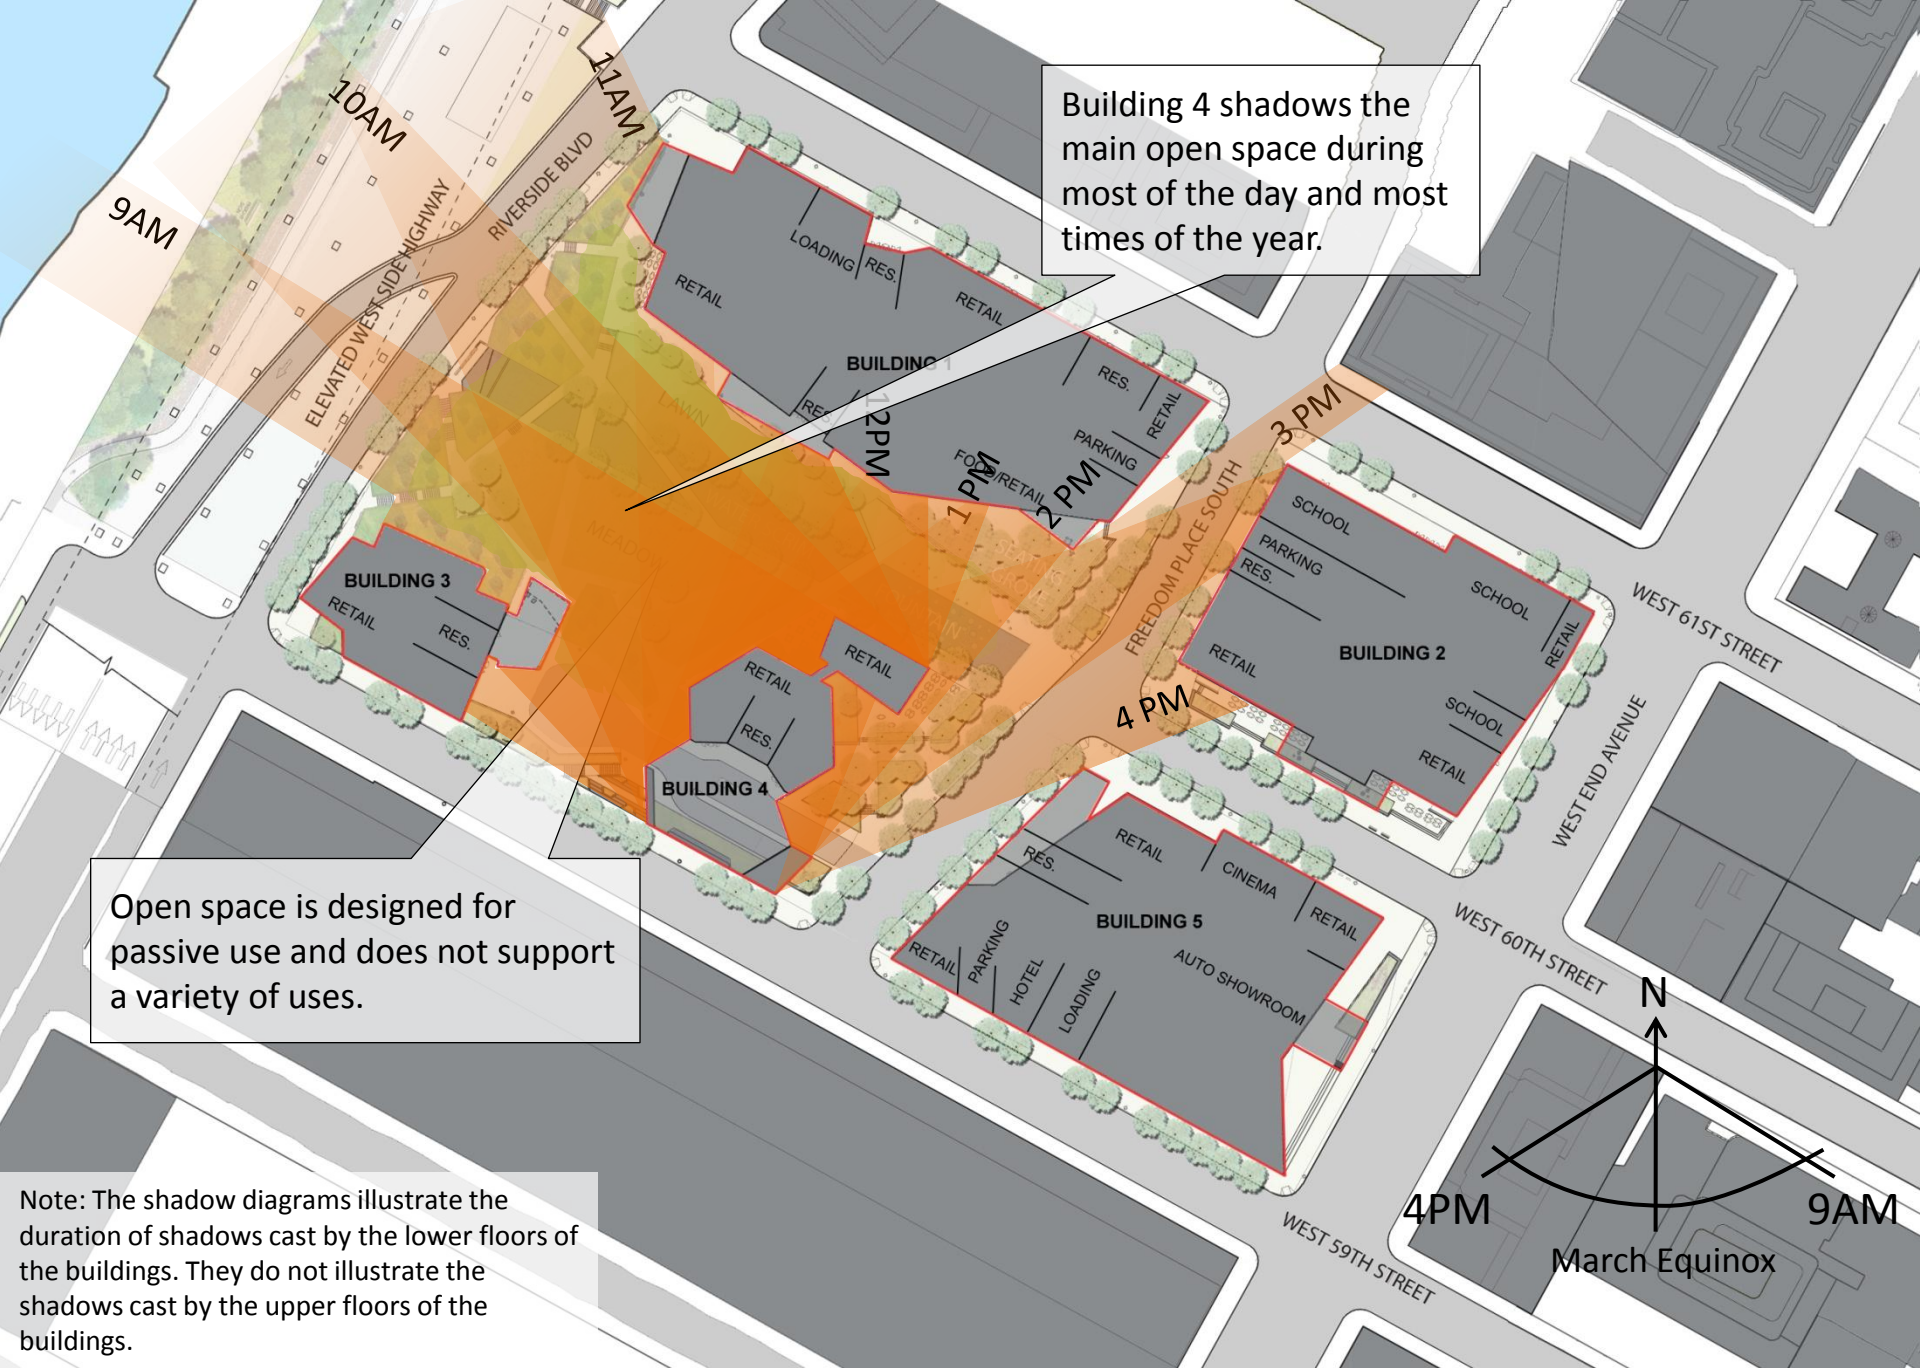 11AM
10AM
9AM
RIVERSIDE BLVD
ELEVATED WEST SIDE HIGHWAY
Building 4 shadows the
main open space during
most of the day and most
times of the year.
LOADING
RES.
RETAIL
RETAIL
BUILDING 1
RES.
RETAIL
RES.
PARKING
FOOD/RETAIL
LAWN
12PM
1 PM
2 PM
3 PM
4 PM
MEADOW
FREEDOM PLACE SOUTH
BUILDING 3
RETAIL
RES.
RETAIL
RES.
RETAIL
BUILDING 4
SCHOOL
PARKING
RES.
SCHOOL
RETAIL
BUILDING 2
RETAIL
SCHOOL
RETAIL
WEST 61ST STREET
WEST END AVENUE
RETAIL
CINEMA
RETAIL
RES.
BUILDING 5
RETAIL
PARKING
HOTEL
LOADING
AUTO SHOWROOM
WEST 60TH STREET
WEST 59TH STREET
Open space is designed for
passive use and does not support
a variety of uses.
N
4PM
9AM
March Equinox
Note: The shadow diagrams illustrate the
duration of shadows cast by the lower floors of
the buildings. They do not illustrate the
shadows cast by the upper floors of the
buildings.